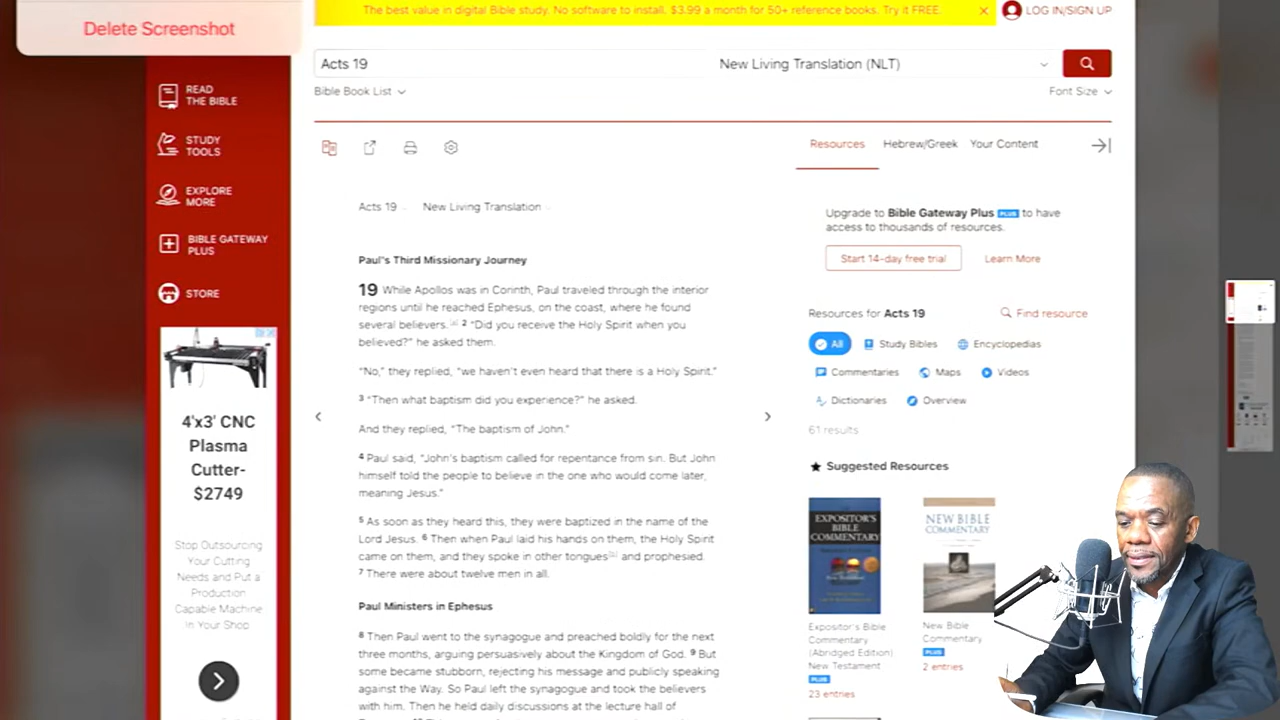 Delete Screenshot
The best value in digital Bible study. No software to install. $3.99 a month for 50+ reference books. Try it FREE.
LOG IN/SIGN UP
Acts 19
New Living Translation (NLT)
Bible Book List
Font Size
READ
THE BIBLE
STUDY
TOOLS
EXPLORE
MORE
BIBLE GATEWAY
PLUS
STORE
4'x3' CNC
Plasma
Cutter-
$2749
Stop Outsourcing
Your Cutting
Needs and Put a
Production
Capable Machine
In Your Shop
Resources
Hebrew/Greek
Your Content
Acts 19
New Living Translation
Paul's Third Missionary Journey
19 While Apollos was in Corinth, Paul traveled through the interior
regions until he reached Ephesus, on the coast, where he found
several believers. 2 “Did you receive the Holy Spirit when you
believed?” he asked them.
“No,” they replied, “we haven't even heard that there is a Holy Spirit.”
3 “Then what baptism did you experience?” he asked.
And they replied, “The baptism of John.”
4 Paul said, “John's baptism called for repentance from sin. But John
himself told the people to believe in the one who would come later,
meaning Jesus.”
5 As soon as they heard this, they were baptized in the name of the
Lord Jesus. 6 Then when Paul laid his hands on them, the Holy Spirit
came on them, and they spoke in other tongues and prophesied.
7 There were about twelve men in all.
Paul Ministers in Ephesus
8 Then Paul went to the synagogue and preached boldly for the next
three months, arguing persuasively about the Kingdom of God. 9 But
some became stubborn, rejecting his message and publicly speaking
against the Way. So Paul left the synagogue and took the believers
with him. Then he held daily discussions at the lecture hall of
Upgrade to Bible Gateway Plus PLUS to have
access to thousands of resources.
Start 14-day free trial
Learn More
Resources for Acts 19
Find resource
All
Study Bibles
Encyclopedias
Commentaries
Maps
Videos
Dictionaries
Overview
61 results
Suggested Resources
EXPOSITOR'S
BIBLE
COMMENTARY
NEW BIBLE
COMMENTARY
Expositor's Bible
Commentary
(Abridged Edition):
New Testament
PLUS
23 entries
New Bible
Commentary
PLUS
2 entries